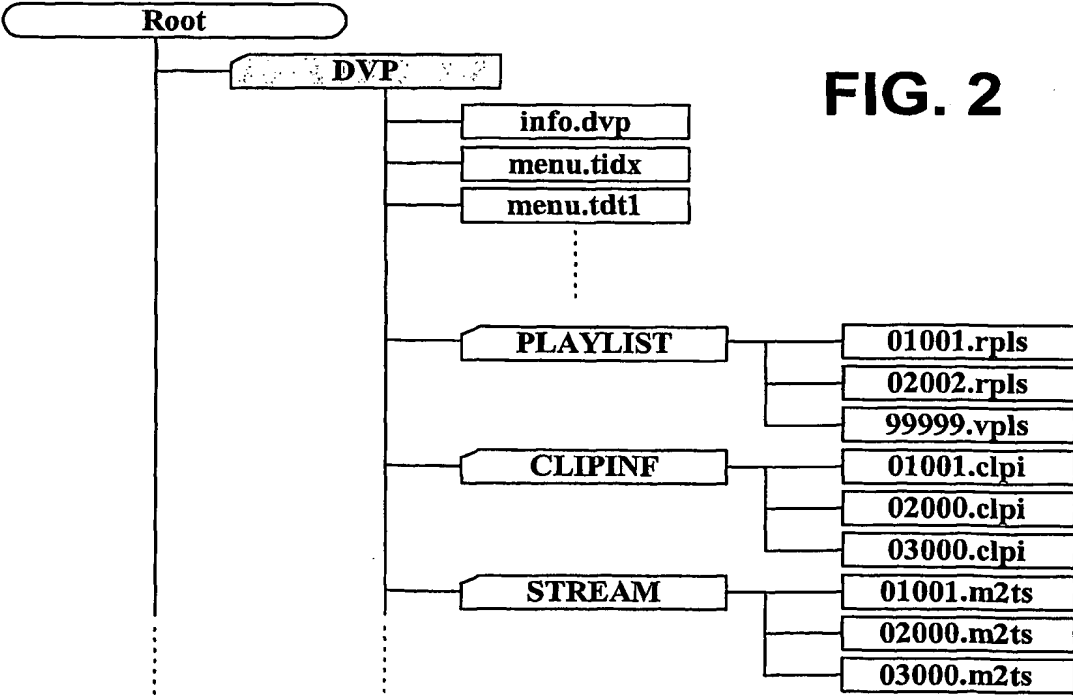 Root
DVP
FIG. 2
info.dvp
menu.tidx
menu.tdt1
PLAYLIST
01001.rpls
02002.rpls
99999.vpls
CLIPINF
01001.clpi
02000.clpi
03000.clpi
STREAM
01001.m2ts
02000.m2ts
03000.m2ts